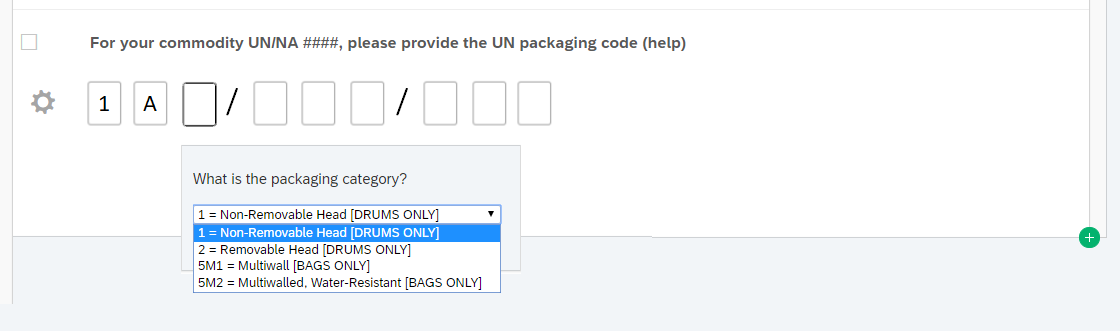 For your commodity UN/NA ####, please provide the UN packaging code (help)
1 A / /
What is the packaging category?
1 = Non-Removable Head [DRUMS ONLY]
1 = Non-Removable Head [DRUMS ONLY]
2 = Removable Head [DRUMS ONLY]
5M1 = Multiwall [BAGS ONLY]
5M2 = Multiwalled, Water-Resistant [BAGS ONLY]